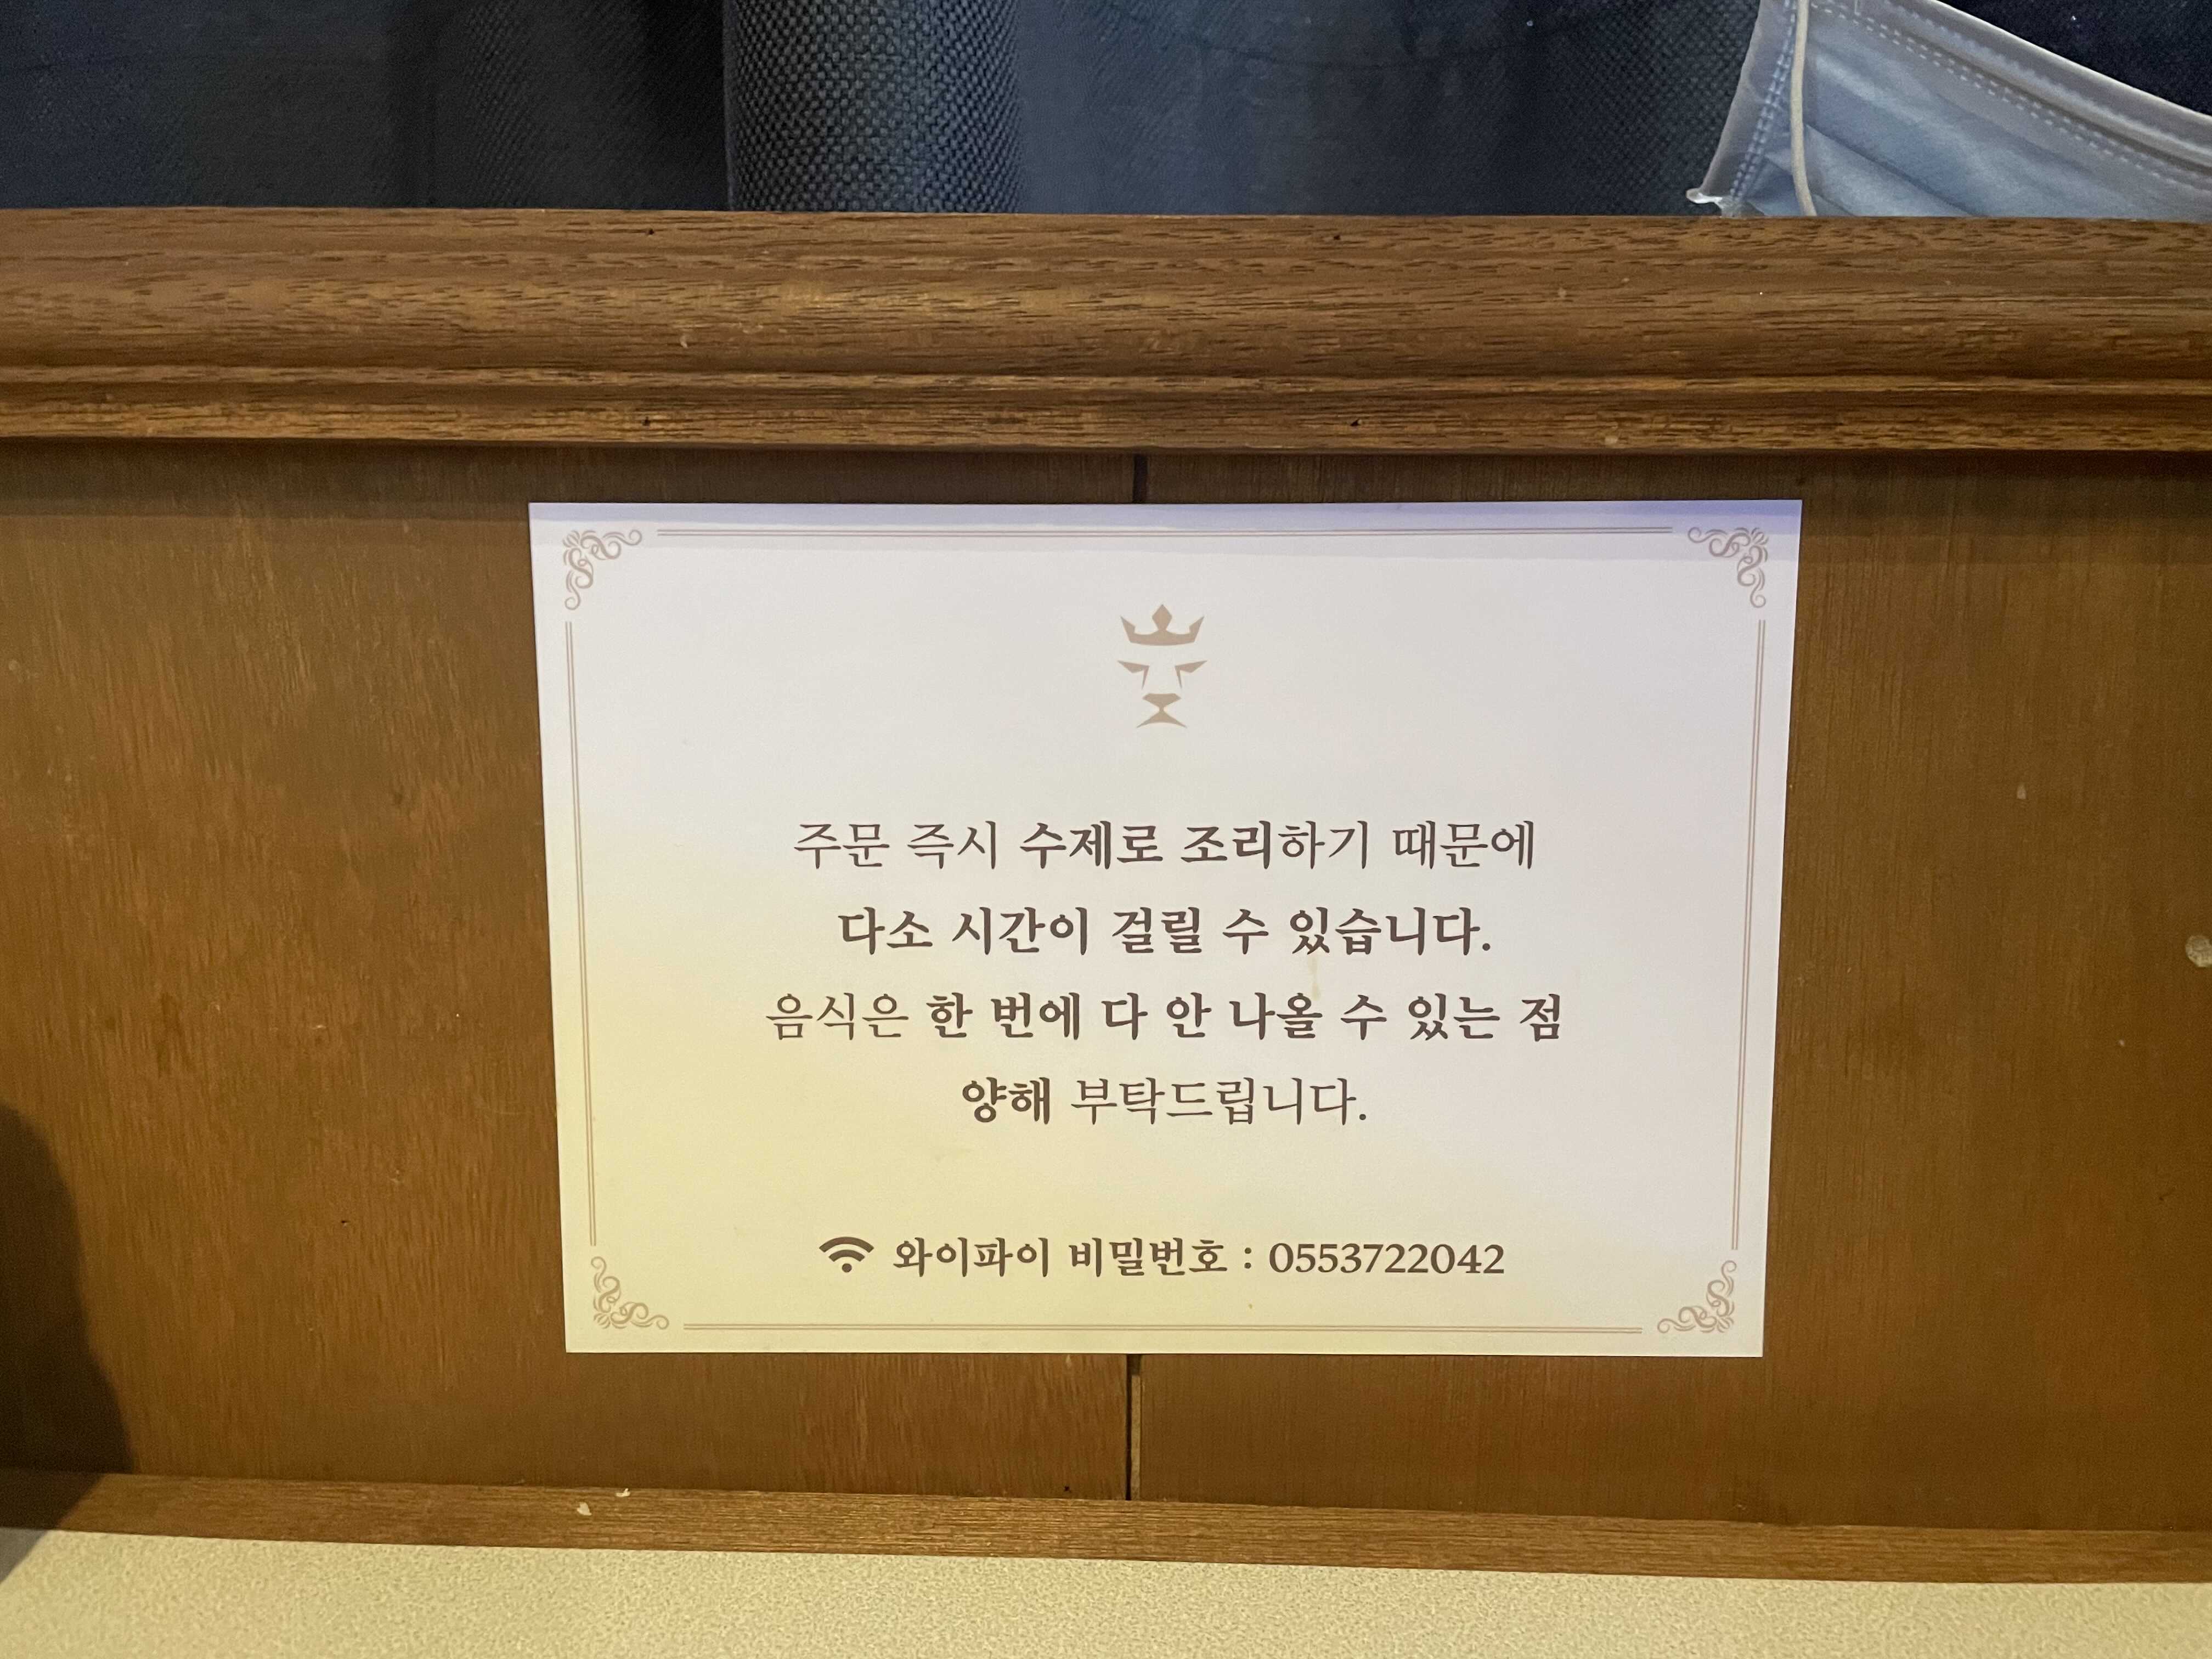 주문 즉시 수제로 조리하기 때문에
다소 시간이 걸릴 수 있습니다.
음식은 한 번에 다 안 나올 수 있는 점
양해 부탁드립니다.
와이파이 비밀번호 : 0553722042